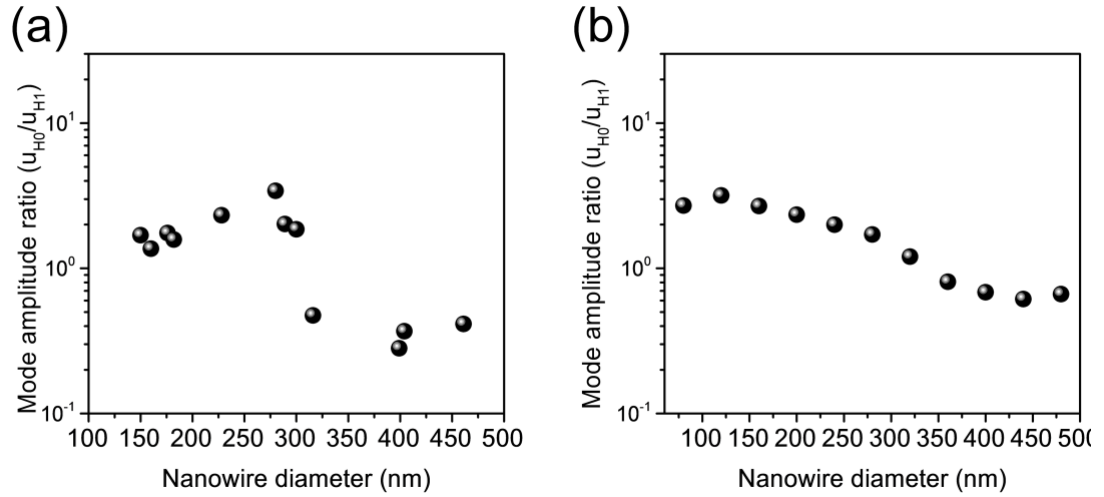 (a)
Mode amplitude ratio (u_H0/u_H1)
10^1
10^0
10^-1
100 150 200 250 300 350 400 450 500
Nanowire diameter (nm)
(b)
Mode amplitude ratio (u_H0/u_H1)
10^1
10^0
10^-1
100 150 200 250 300 350 400 450 50
Nanowire diameter (nm)